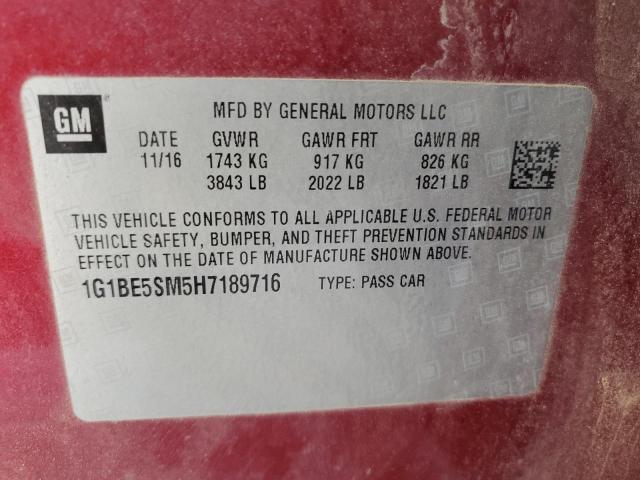 GM
MFD BY GENERAL MOTORS LLC
DATE GVWR GAWR FRT GAWR RR
11/16 1743 KG 917 KG 826 KG
3843 LB 2022 LB 1821 LB
THIS VEHICLE CONFORMS TO ALL APPLICABLE U.S. FEDERAL MOTOR
VEHICLE SAFETY, BUMPER, AND THEFT PREVENTION STANDARDS IN
EFFECT ON THE DATE OF MANUFACTURE SHOWN ABOVE.
1G1BE5SM5H7189716 TYPE: PASS CAR